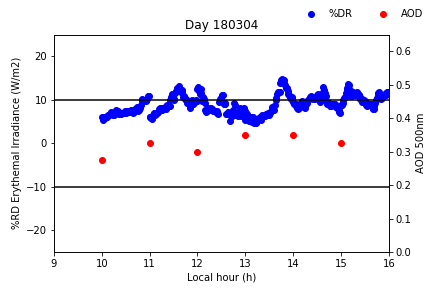 %DR AOD
Day 180304
%RD Erythermal Irradiance (W/m2)
20
10
0
−10
−20
0.6
0.5
0.4
0.3
0.2
0.1
0.0
AOD 500nm
9 10 11 12 13 14 15 16
Local hour (h)